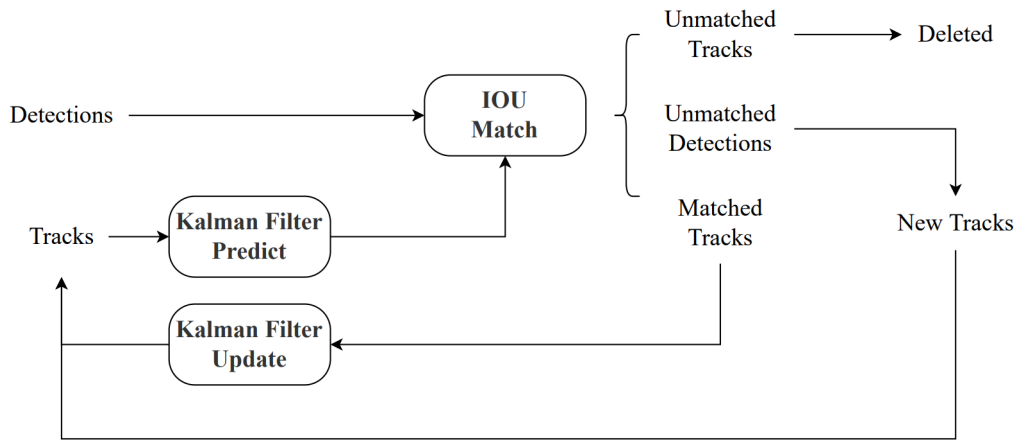 Unmatched
Tracks
Deleted
Detections
IOU
Match
Unmatched
Detections
Tracks
Kalman Filter
Predict
Matched
Tracks
New Tracks
Kalman Filter
Update